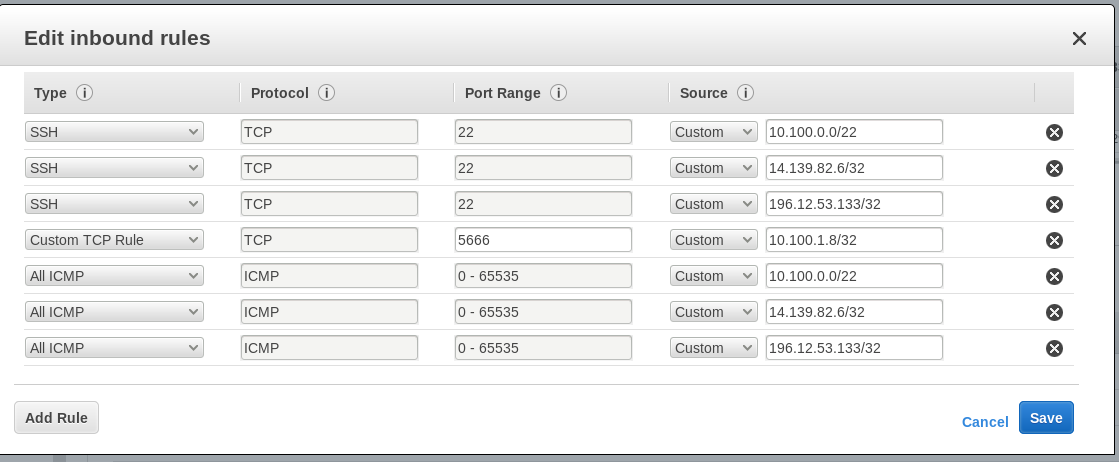 Edit inbound rules
Type Protocol Port Range Source
SSH TCP 22 Custom 10.100.0.0/22
SSH TCP 22 Custom 14.139.82.6/32
SSH TCP 22 Custom 196.12.53.133/32
Custom TCP Rule TCP 5666 Custom 10.100.1.8/32
All ICMP ICMP 0 - 65535 Custom 10.100.0.0/22
All ICMP ICMP 0 - 65535 Custom 14.139.82.6/32
All ICMP ICMP 0 - 65535 Custom 196.12.53.133/32
Add Rule Cancel Save